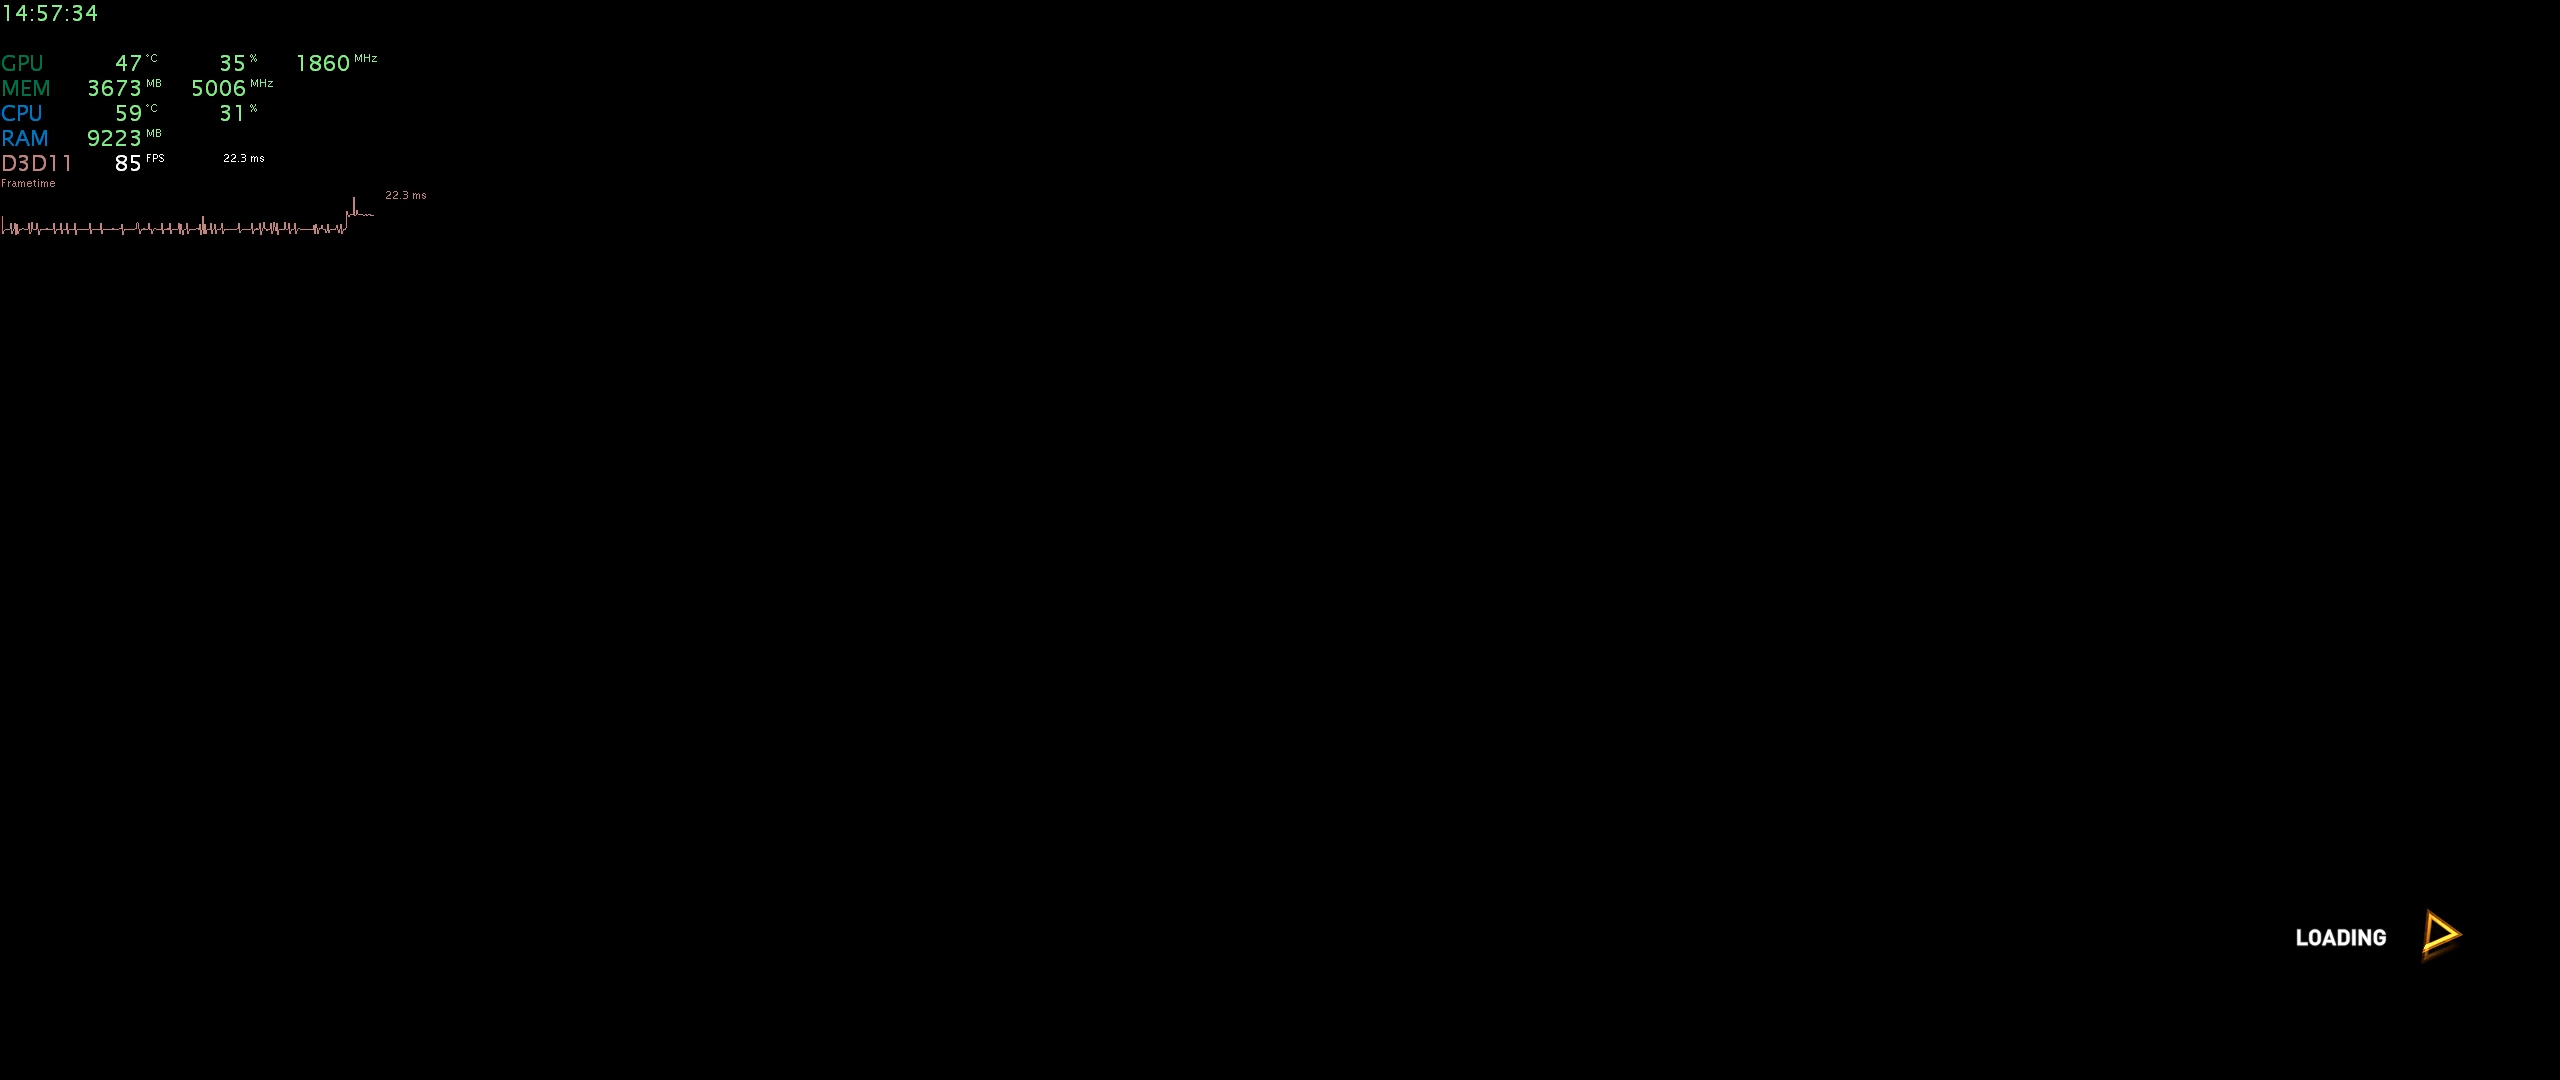 14:57:34
GPU 47 °C 35 % 1860 MHz
MEM 3673 MB 5006 MHz
CPU 59 °C 31 %
RAM 9223 MB
D3D11 85 FPS 22.3 ms
Frametime
22.3 ms
LOADING